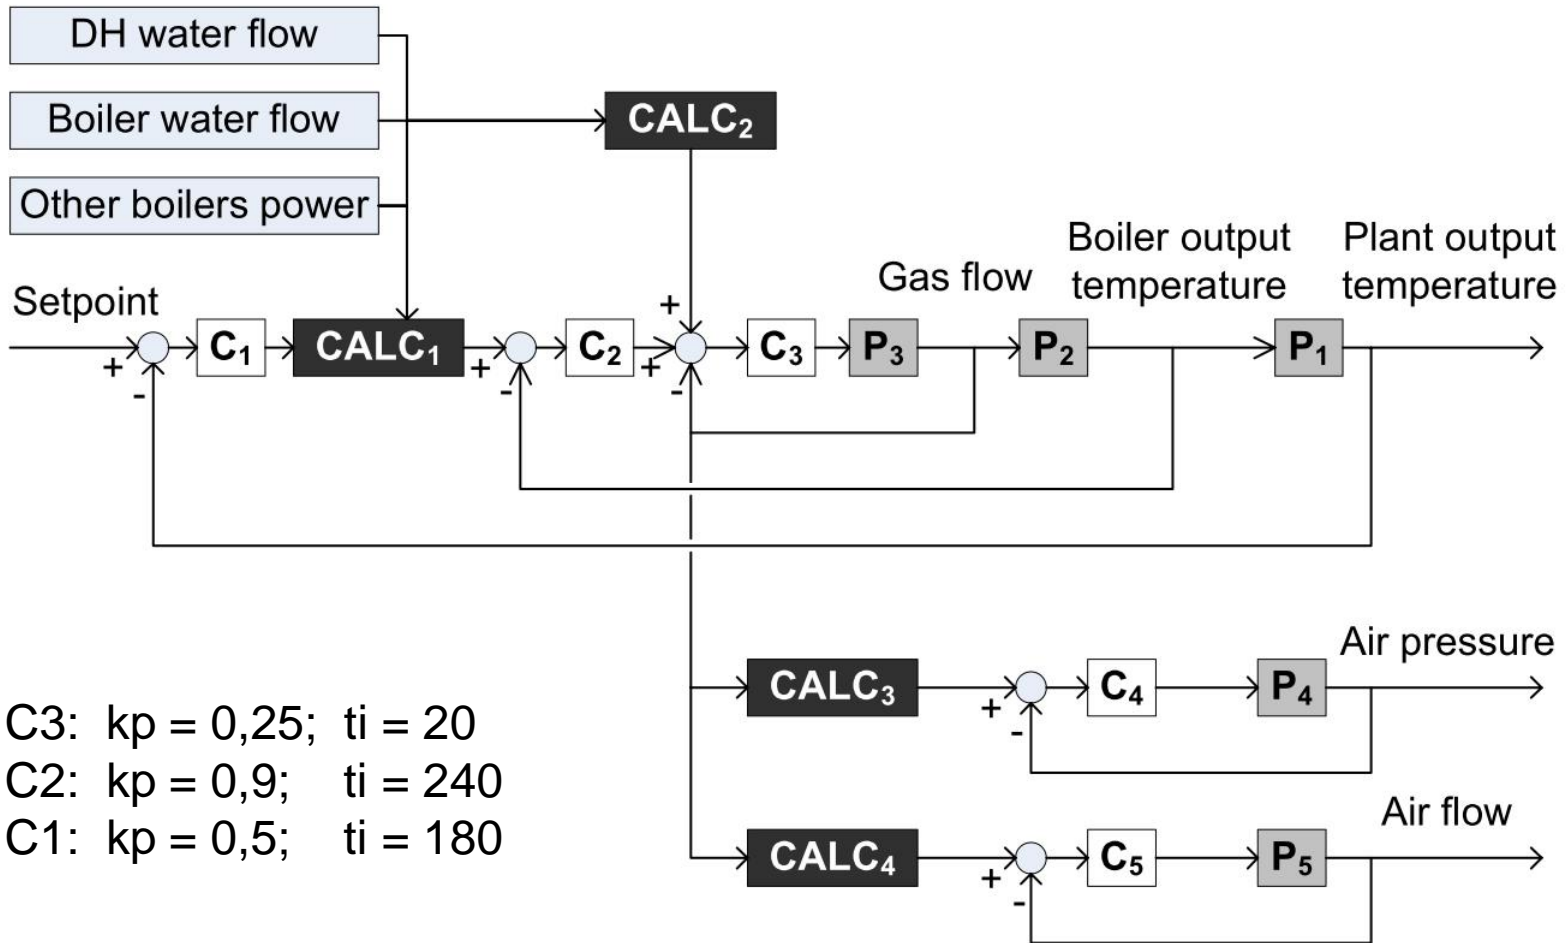 DH water flow
Boiler water flow
Other boilers power
CALC₂
Setpoint
Gas flow
Boiler output
temperature
Plant output
temperature
+
-
C₁
CALC₁
+
-
C₂
+
+
-
C₃
P₃
P₂
P₁
CALC₃
+
-
C₄
P₄
Air pressure
CALC₄
+
-
C₅
P₅
Air flow
C3: kp = 0,25; ti = 20
C2: kp = 0,9; ti = 240
C1: kp = 0,5; ti = 180